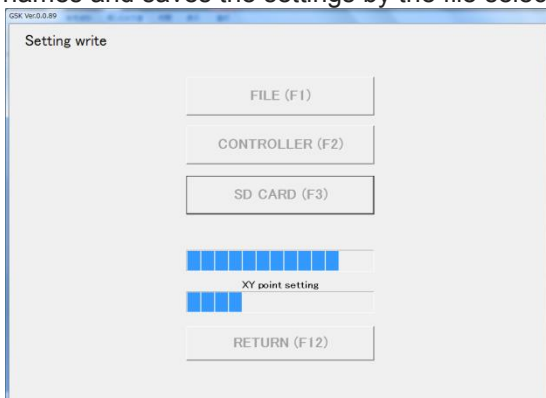 names and saves the settings by the file selec
GSK Ver.0.0.89
Setting write
FILE (F1)
CONTROLLER (F2)
SD CARD (F3)
XY point setting
RETURN (F12)